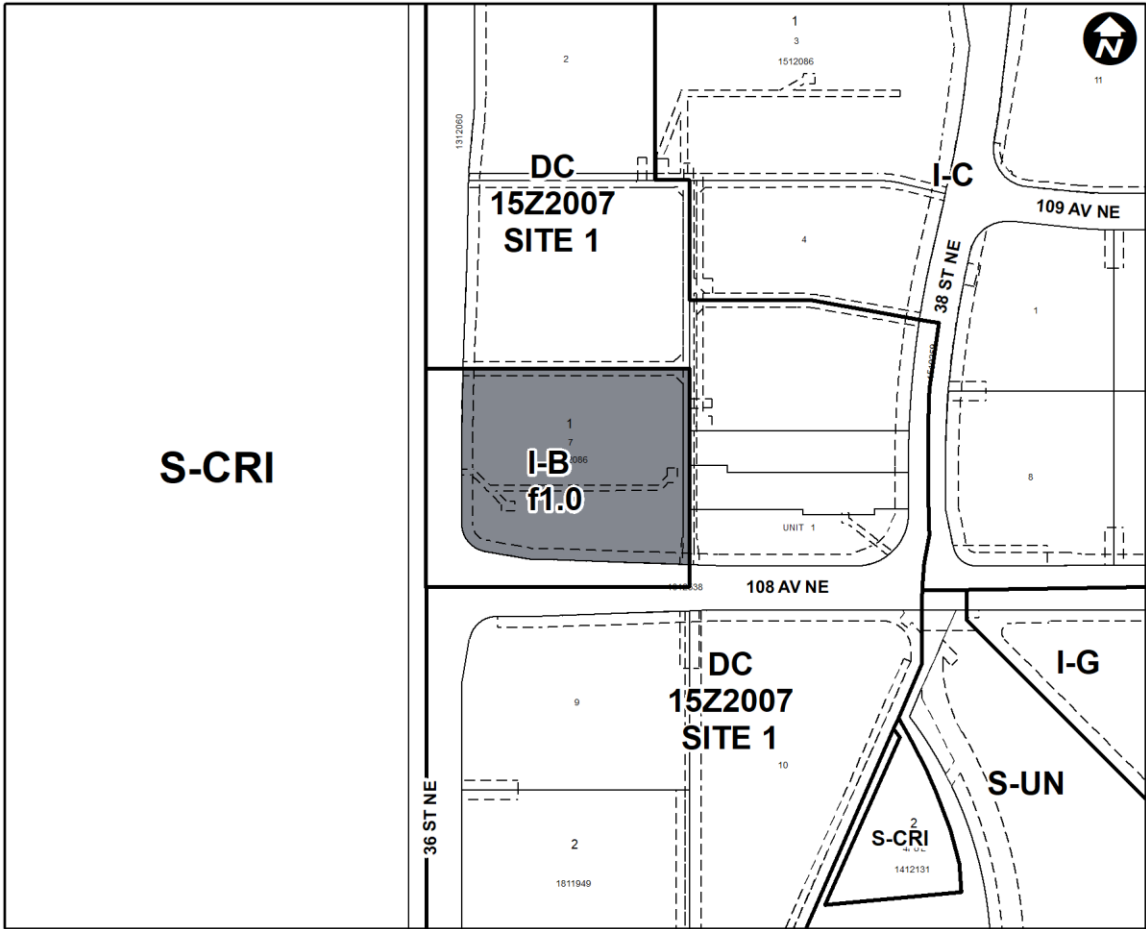 1
3
1512086
N
2
11
1312060
DC
15Z2007
SITE 1
I-C
109 AV NE
4
38 ST NE
1
1
7
086
I-B
f1.0
S-CRI
8
UNIT 1
108 AV NE
DC
15Z2007
SITE 1
I-G
9
10
S-UN
36 ST NE
2
S-CRI
1412131
2
1811949